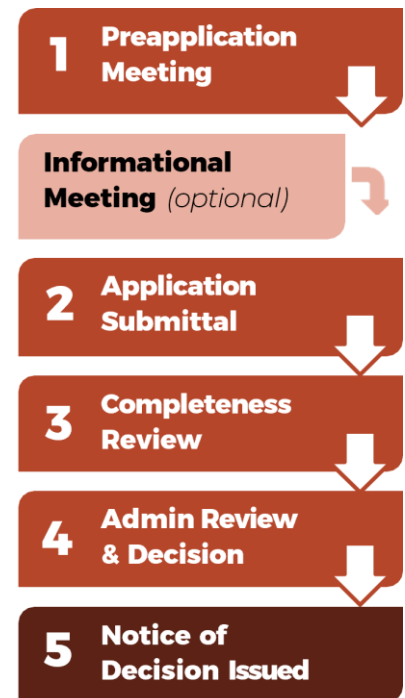 1 Preapplication
Meeting
Informational
Meeting (optional)
2 Application
Submittal
3 Completeness
Review
4 Admin Review
& Decision
5 Notice of
Decision Issued